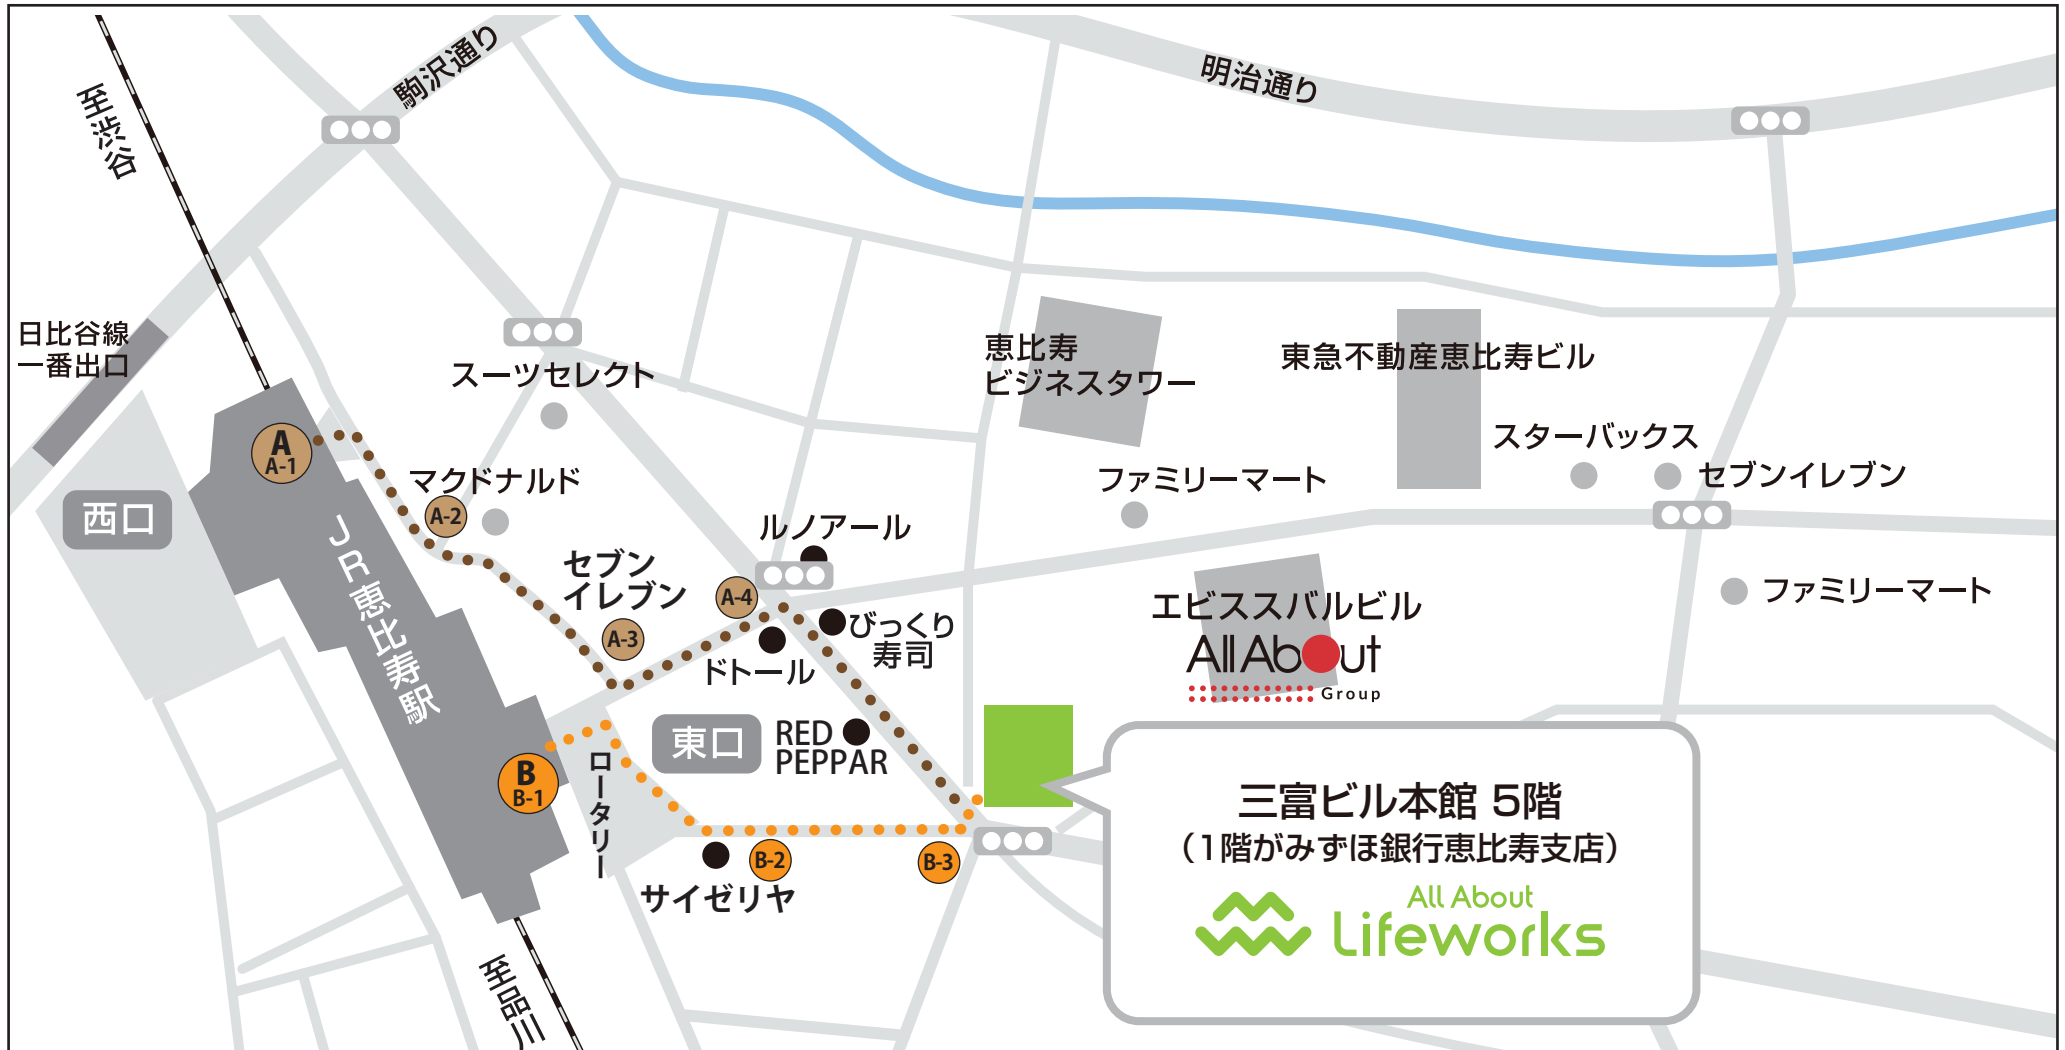 駒沢通り
明治通り
至渋谷
日比谷線
一番出口
スーツセレクト
恵比寿
ビジネスタワー
東急不動産恵比寿ビル
A
A-1
マクドナルド
A-2
西口
JR恵比寿駅
スターバックス
セブンイレブン
ファミリーマート
ルノアール
セブン
イレブン
A-3
A-4
びっくり
寿司
ドトール
エビススバルビル
AllAbout
Group
ファミリーマート
東口
RED
PEPPAR
B
B-1
ロータリー
サイゼリヤ
B-2
B-3
三富ビル本館 5階
（1階がみずほ銀行恵比寿支店）
All About
Lifeworks
至品川